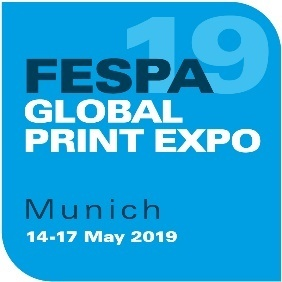 FESPA 19
GLOBAL
PRINT EXPO
Munich
14-17 May 2019